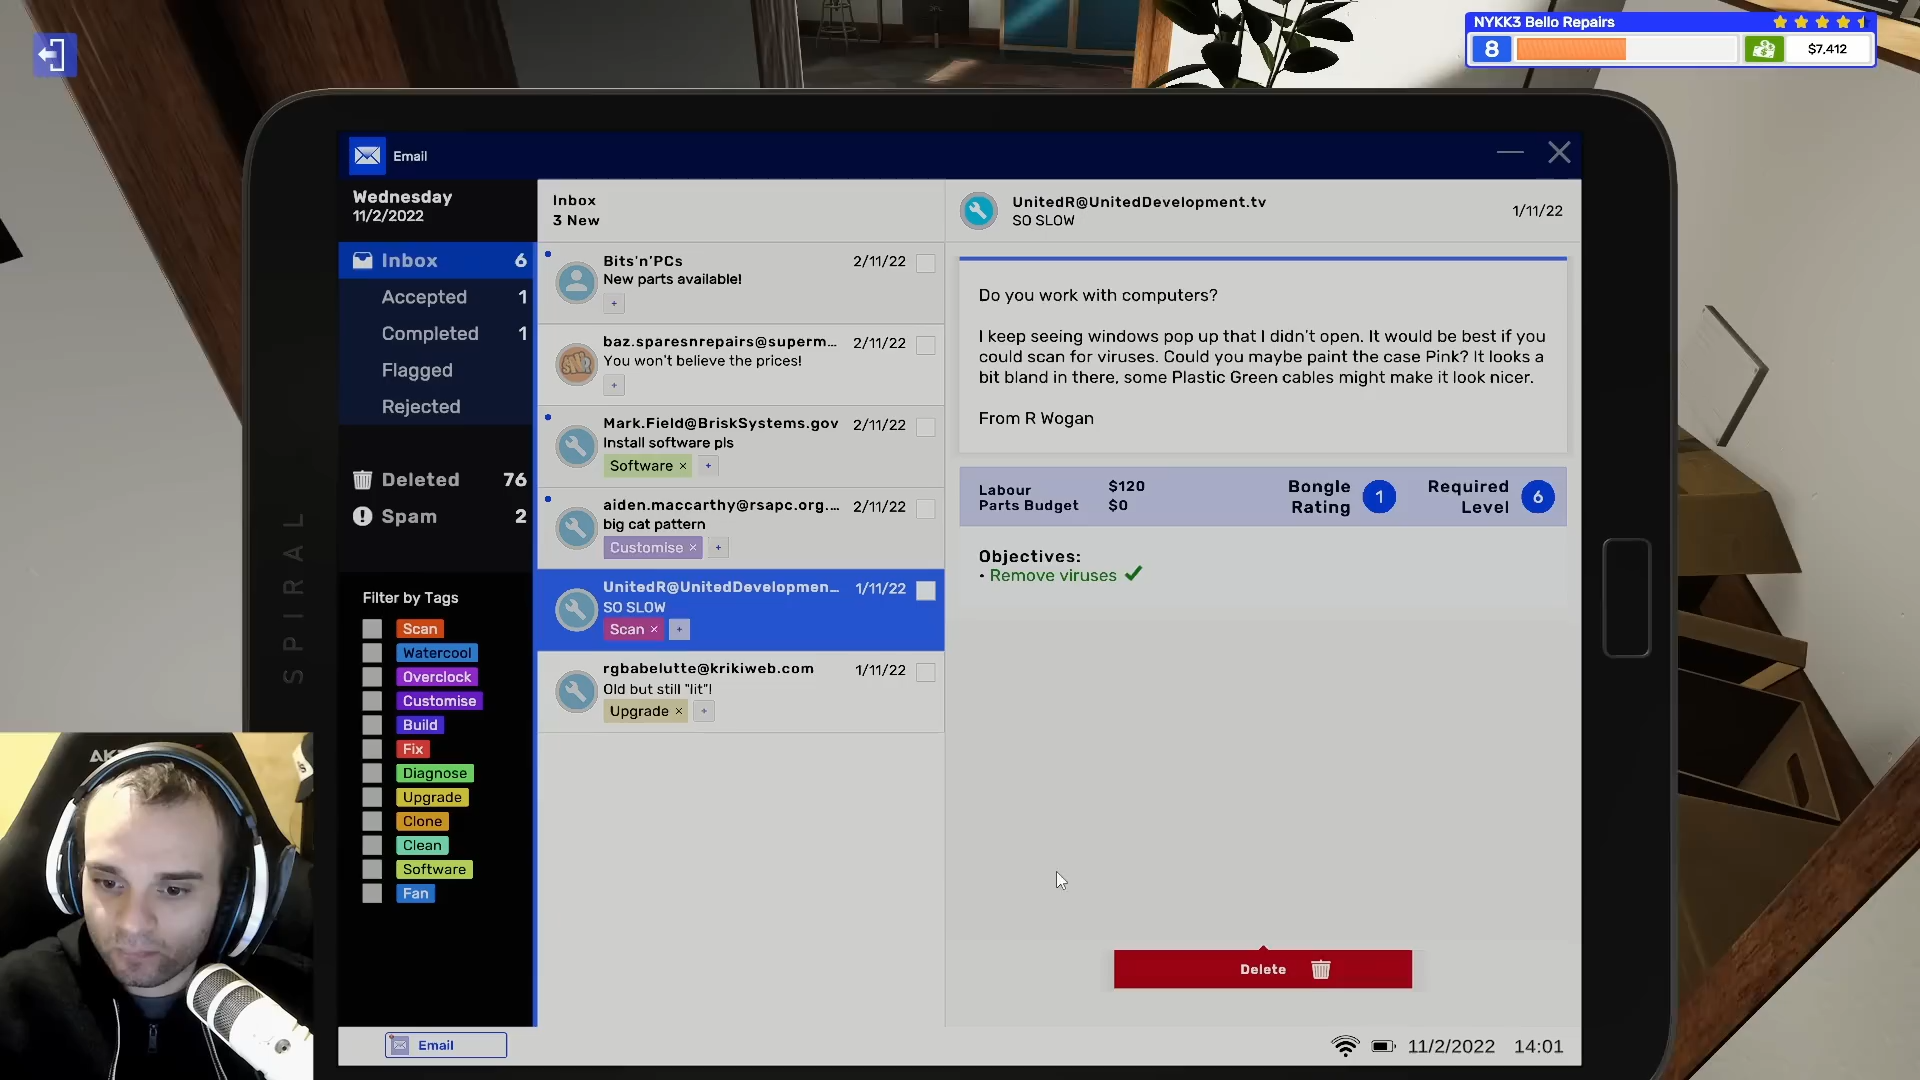 NYKK3 Bello Repairs
8
$7,412
Email
Wednesday
11/2/2022
Inbox 6
Accepted 1
Completed 1
Flagged
Rejected
Deleted 76
Spam 2
Filter by Tags
Scan
Watercool
Overclock
Customise
Build
Fix
Diagnose
Upgrade
Clone
Clean
Software
Fan
Inbox
3 New
Bits'n'PCs 2/11/22
New parts available!
+
baz.sparesnrepairs@superm... 2/11/22
You won't believe the prices!
+
Mark.Field@BriskSystems.gov 2/11/22
Install software pls
Software × +
aiden.maccarthy@rsapc.org.... 2/11/22
big cat pattern
Customise × +
UnitedR@UnitedDevelopmen... 1/11/22
SO SLOW
Scan × +
rgbabelutte@krikiweb.com 1/11/22
Old but still "lit"!
Upgrade × +
UnitedR@UnitedDevelopment.tv
SO SLOW
1/11/22
Do you work with computers?
I keep seeing windows pop up that I didn't open. It would be best if you
could scan for viruses. Could you maybe paint the case Pink? It looks a
bit bland in there, some Plastic Green cables might make it look nicer.
From R Wogan
Labour $120
Parts Budget $0
Bongle Rating 1
Required Level 6
Objectives:
• Remove viruses
Delete
Email
11/2/2022 14:01
SPIRAL